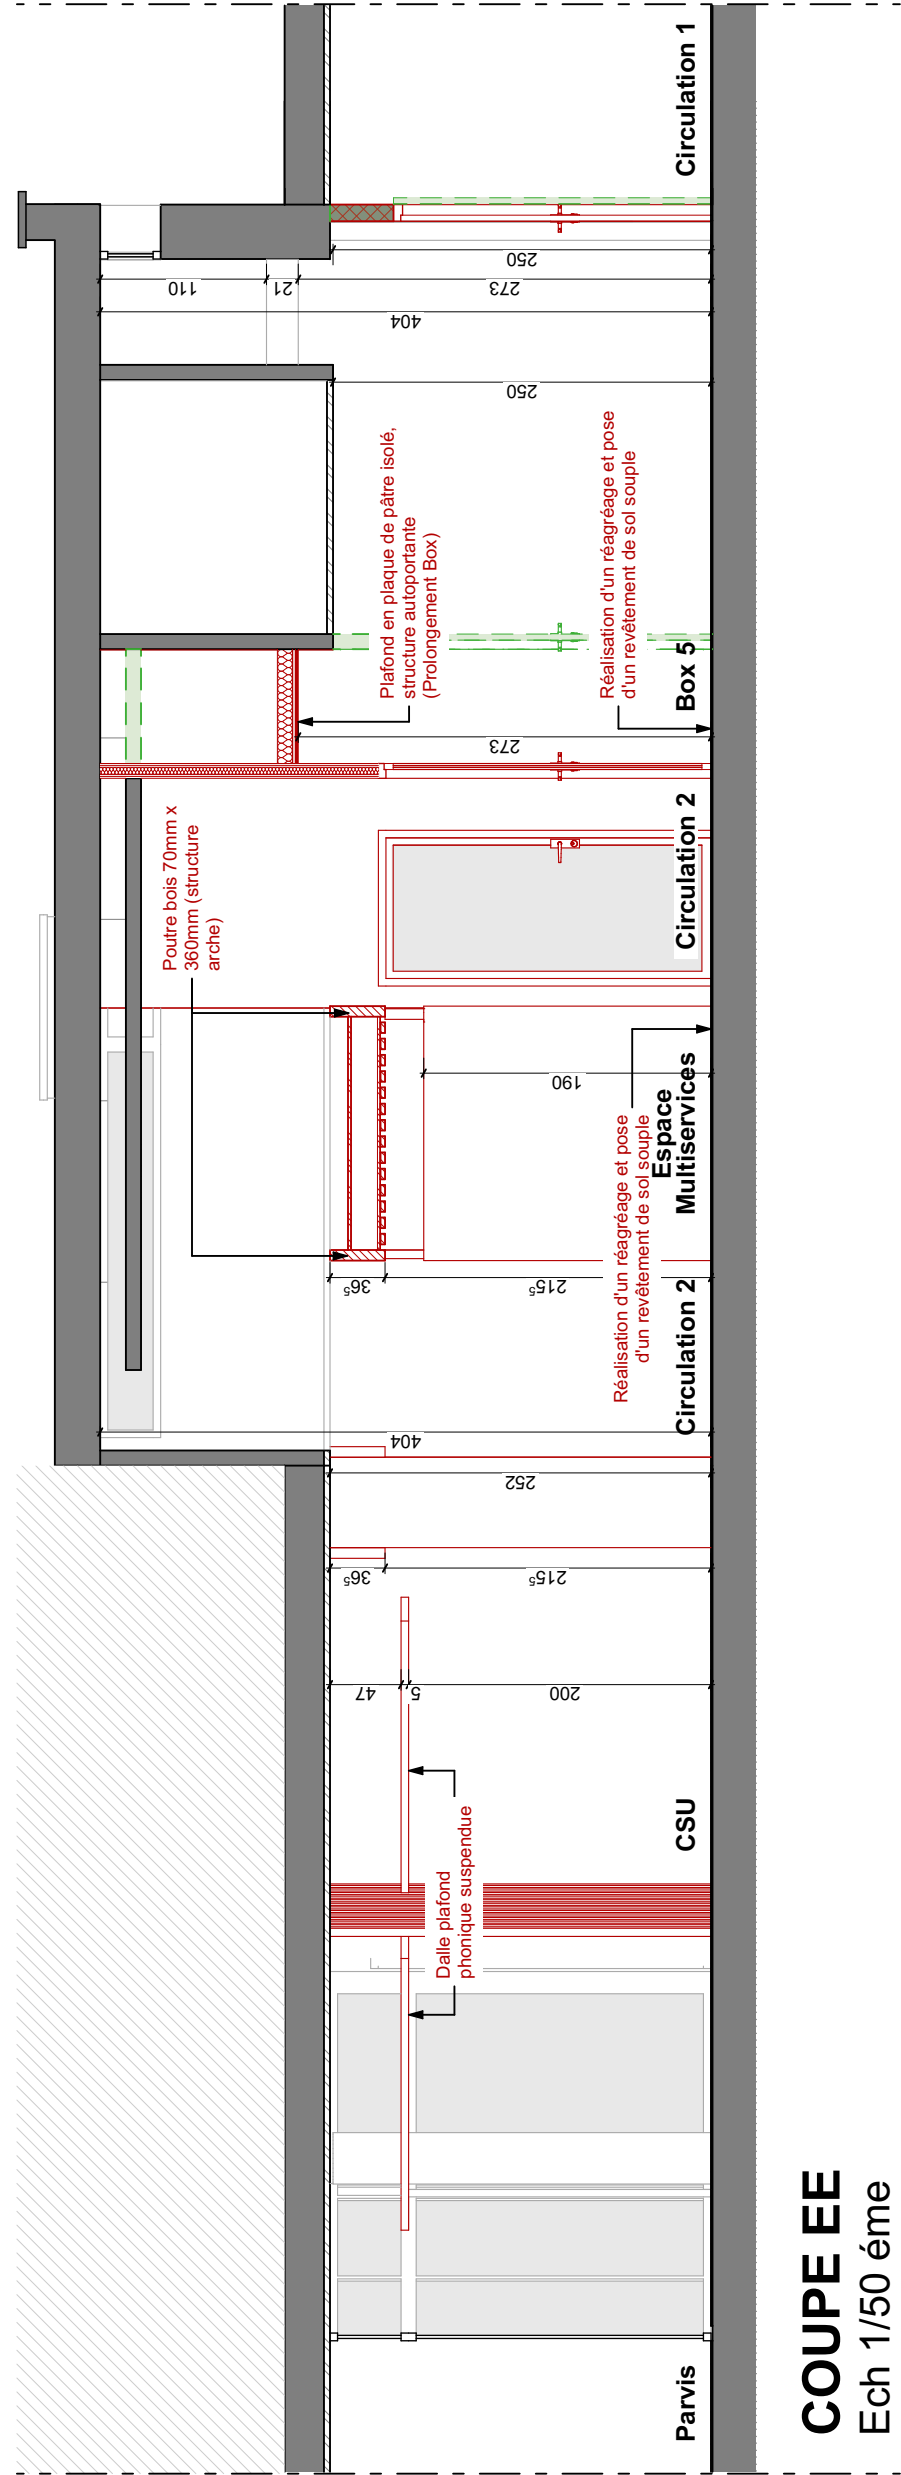 Poutre bois 70mm x
360mm (structure
arche)
Plafond en plaque de pâtre isolé,
structure autoportante
(Prolongement Box)
Réalisation d'un réagréage et pose
d'un revêtement de sol souple
Réalisation d'un réagréage et pose
d'un revêtement de sol souple
Dalle plafond
phonique suspendue
47
5
200
36⁵
215⁵
252
404
36⁵
215⁵
190
273
250
404
110
21
273
250
Parvis
CSU
Circulation 2
Espace
Multiservices
Circulation 2
Box 5
Circulation 1
COUPE EE
Ech 1/50 éme